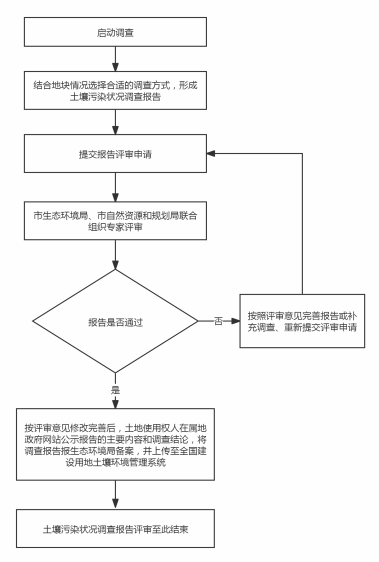 启动调查
结合地块情况选择合适的调查方式，形成
土壤污染状况调查报告
提交报告评审申请
市生态环境局、市自然资源和规划局联合
组织专家评审
报告是否通过
否
按照评审意见完善报告或补
充调查、重新提交评审申请
是
按评审意见修改完善后，土地使用权人在属地
政府网站公示报告的主要内容和调查结论，将
调查报告报生态环境局备案，并上传至全国建
设用地土壤环境管理系统
土壤污染状况调查报告评审至此结束